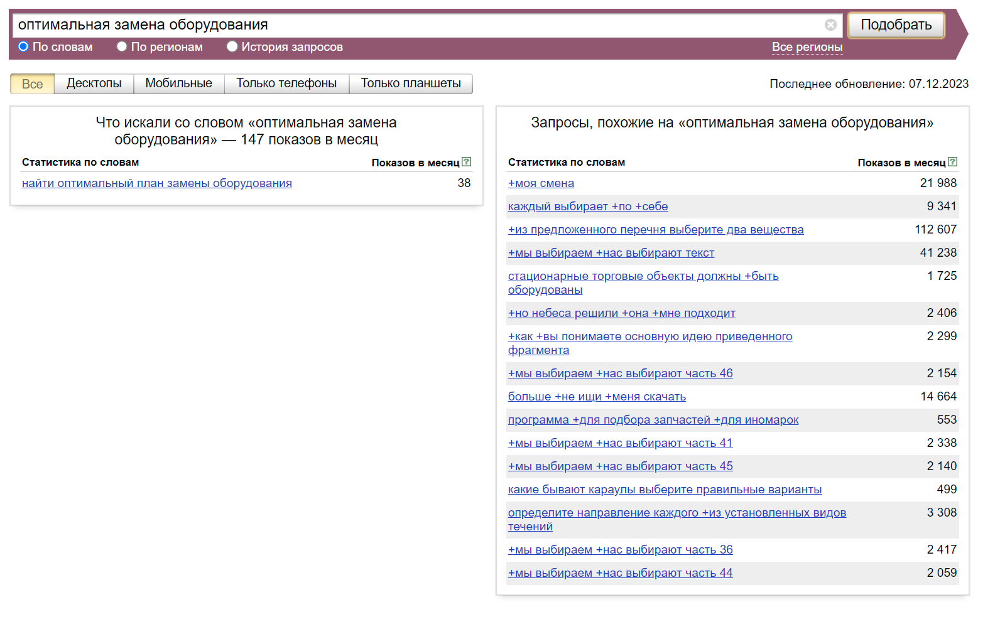 оптимальная замена оборудования
Подобрать
По словам
По регионам
История запросов
Все регионы
Все
Десктопы
Мобильные
Только телефоны
Только планшеты
Последнее обновление: 07.12.2023
Что искали со словом «оптимальная замена
оборудования» — 147 показов в месяц
Статистика по словам
Показов в месяц ?
найти оптимальный план замены оборудования 38
Запросы, похожие на «оптимальная замена оборудования»
Статистика по словам
Показов в месяц ?
+моя смена 21 988
каждый выбирает +по +себе 9 341
+из предложенного перечня выберите два вещества 112 607
+мы выбираем +нас выбирают текст 41 238
стационарные торговые объекты должны +быть 1 725
оборудованы
+но небеса решили +она +мне подходит 2 406
+как +вы понимаете основную идею приведенного 2 299
фрагмента
+мы выбираем +нас выбирают часть 46 2 154
больше +не ищи +меня скачать 14 664
программа +для подбора запчастей +для иномарок 553
+мы выбираем +нас выбирают часть 41 2 338
+мы выбираем +нас выбирают часть 45 2 140
какие бывают караулы выберите правильные варианты 499
определите направление каждого +из установленных видов 3 308
течений
+мы выбираем +нас выбирают часть 36 2 417
+мы выбираем +нас выбирают часть 44 2 059